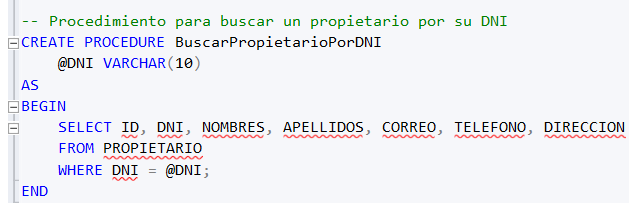 -- Procedimiento para buscar un propietario por su DNI
CREATE PROCEDURE BuscarPropietarioPorDNI
    @DNI VARCHAR(10)
AS
BEGIN
    SELECT ID, DNI, NOMBRES, APELLIDOS, CORREO, TELEFONO, DIRECCION
    FROM PROPIETARIO
    WHERE DNI = @DNI;
END